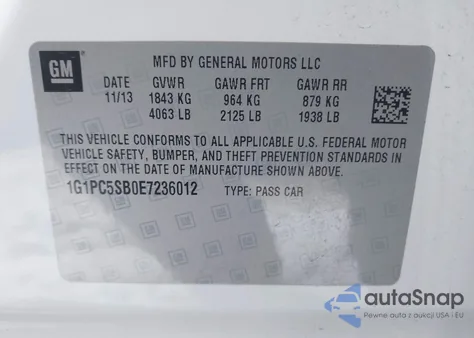 GM
MFD BY GENERAL MOTORS LLC
DATE GVWR GAWR FRT GAWR RR
11/13 1843 KG 964 KG 879 KG
4063 LB 2125 LB 1938 LB
THIS VEHICLE CONFORMS TO ALL APPLICABLE U.S. FEDERAL MOTOR
VEHICLE SAFETY, BUMPER, AND THEFT PREVENTION STANDARDS IN
EFFECT ON THE DATE OF MANUFACTURE SHOWN ABOVE.
1G1PC5SB0E7236012 TYPE: PASS CAR
autoSnap
Pewne auta z aukcji USA i EU